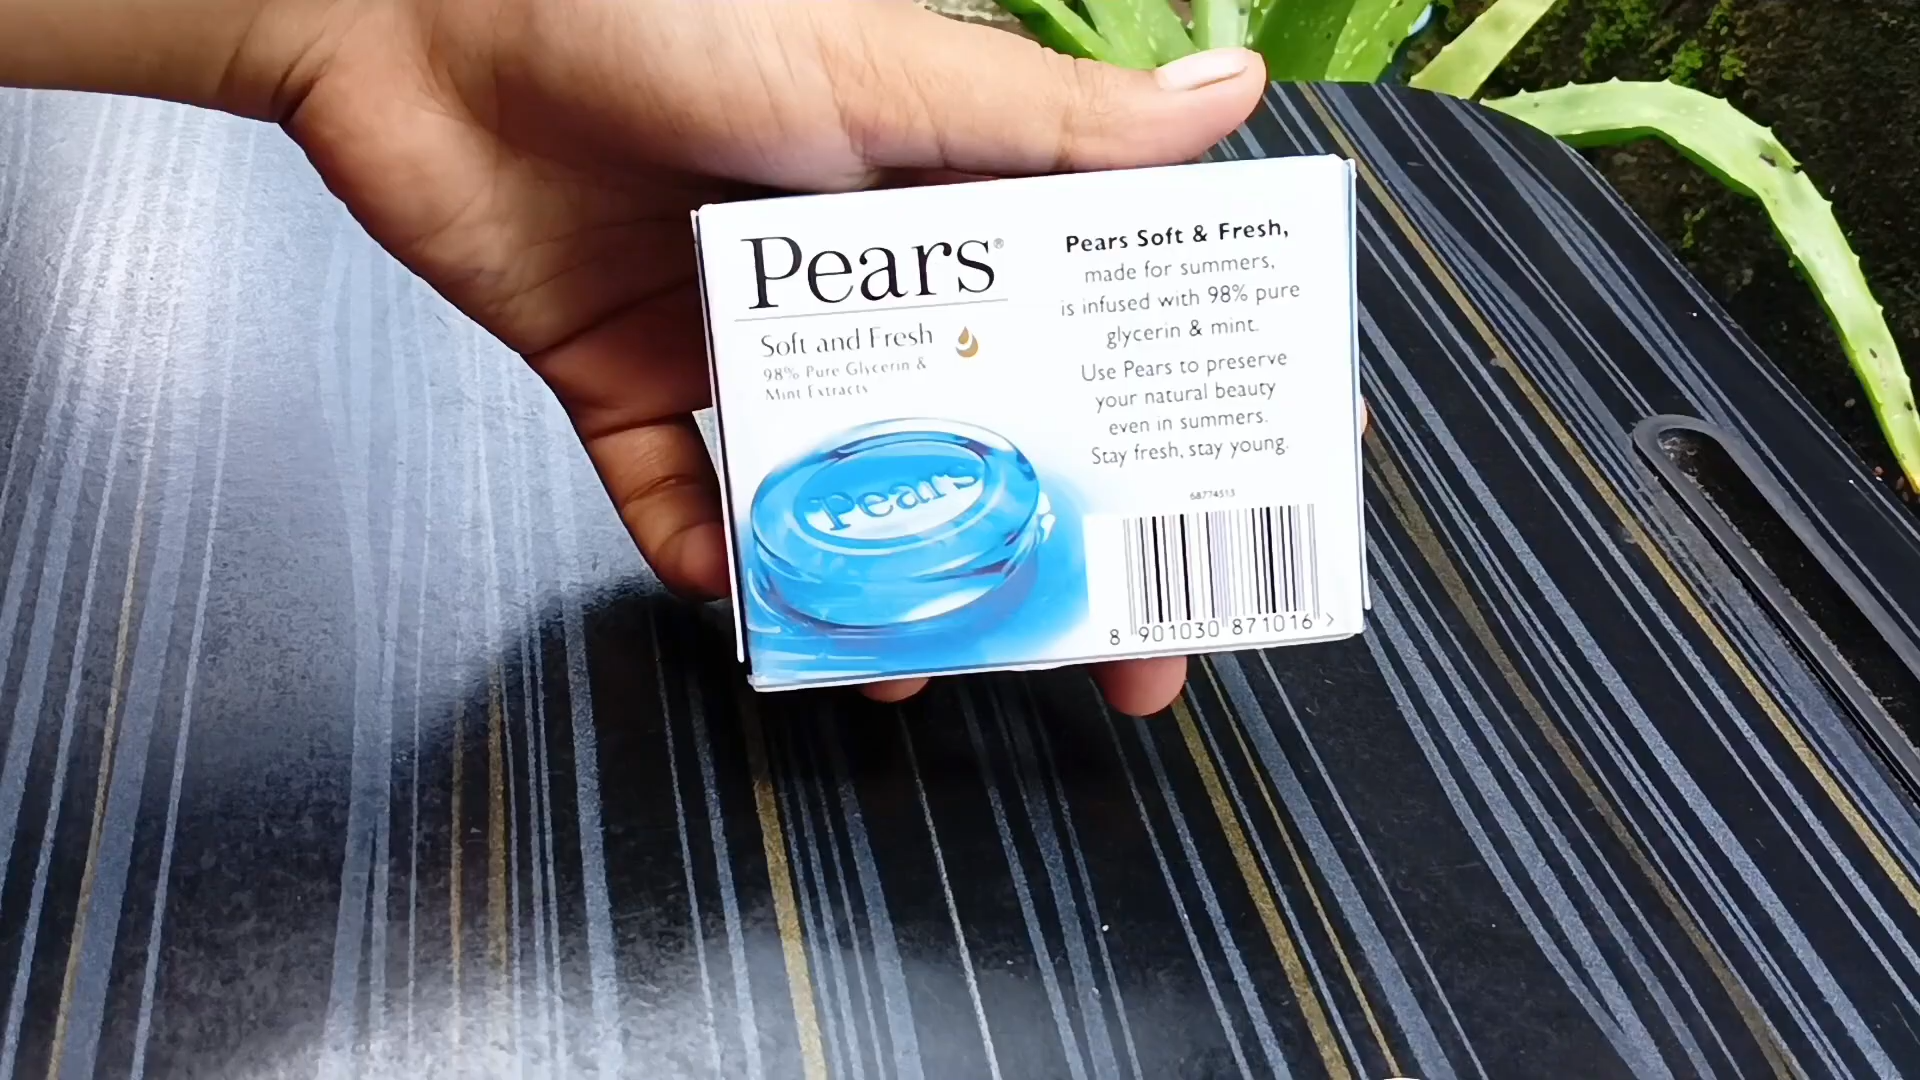 Pears®
Soft and Fresh
98% Pure Glycerin &
Mint Extracts
Pears
Pears Soft & Fresh,
made for summers,
is infused with 98% pure
glycerin & mint.
Use Pears to preserve
your natural beauty
even in summers.
Stay fresh, stay young.
68774513
8 901030 871016 >